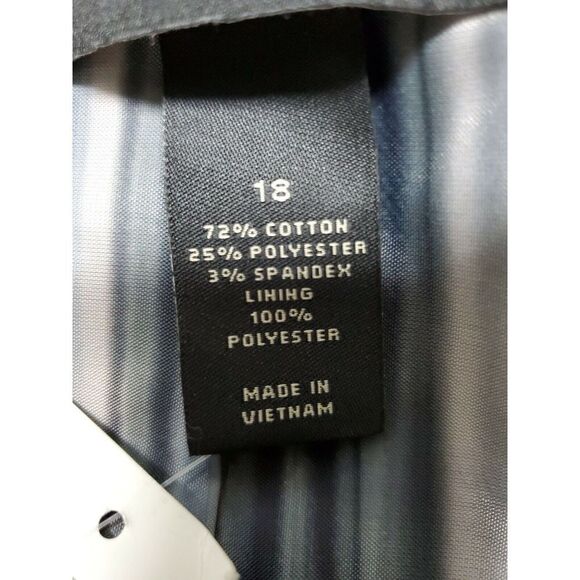 18
72% COTTON
25% POLYESTER
3% SPANDEX
LINING
100%
POLYESTER
MADE IN
VIETNAM